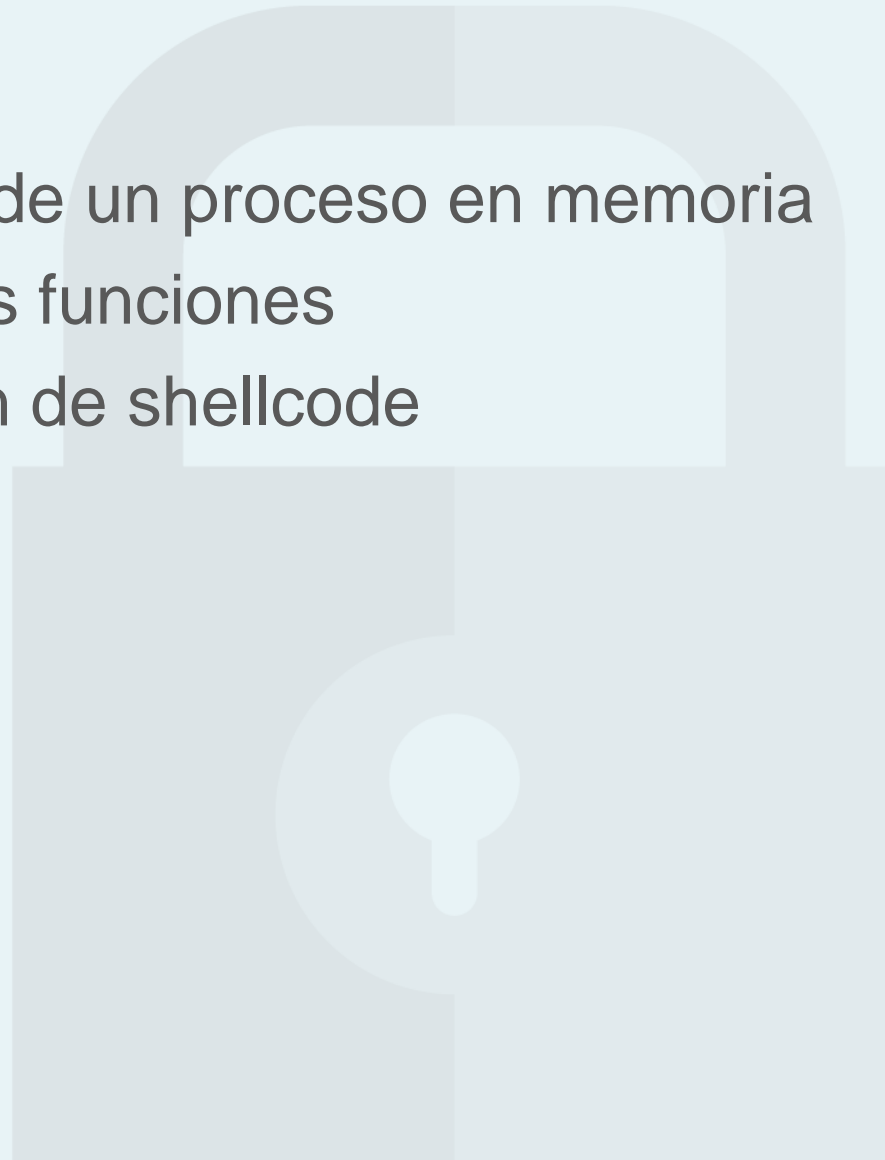 de un proceso en memoria
s funciones
de shellcode